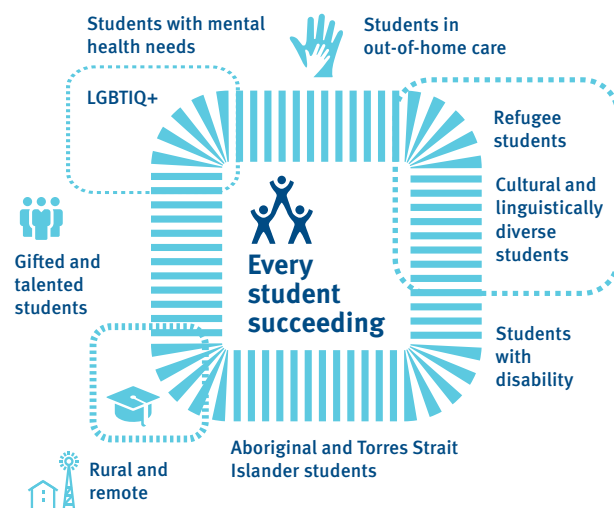 Students with mental
health needs
Students in
out-of-home care
LGBTIQ+
Refugee
students
Cultural and
linguistically
diverse
students
Gifted and
talented
students
Every
student
succeeding
Students
with
disability
Aboriginal and Torres Strait
Islander students
Rural and
remote